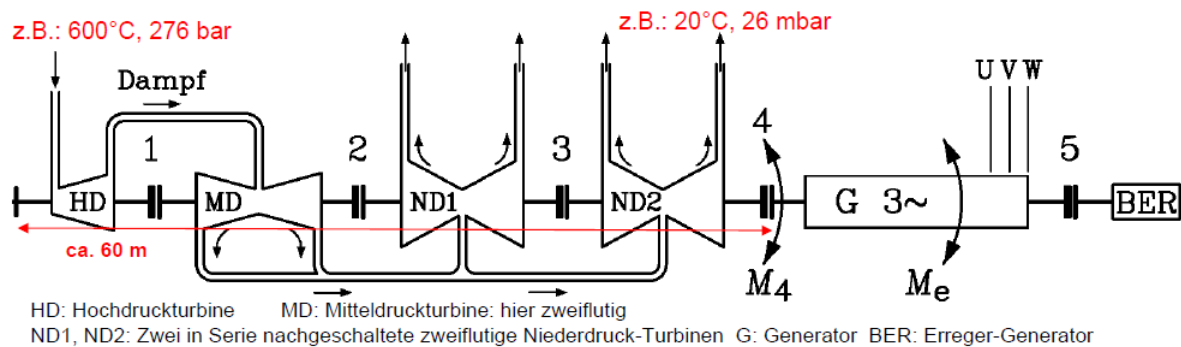 z.B.: 600°C, 276 bar
z.B.: 20°C, 26 mbar
Dampf
U V W
1
2
3
4
5
HD
MD
ND1
ND2
G 3~
BER
ca. 60 m
M4
Me
HD: Hochdruckturbine MD: Mitteldruckturbine: hier zweiflutig
ND1, ND2: Zwei in Serie nachgeschaltete zweiflutige Niederdruck-Turbinen G: Generator BER: Erreger-Generator